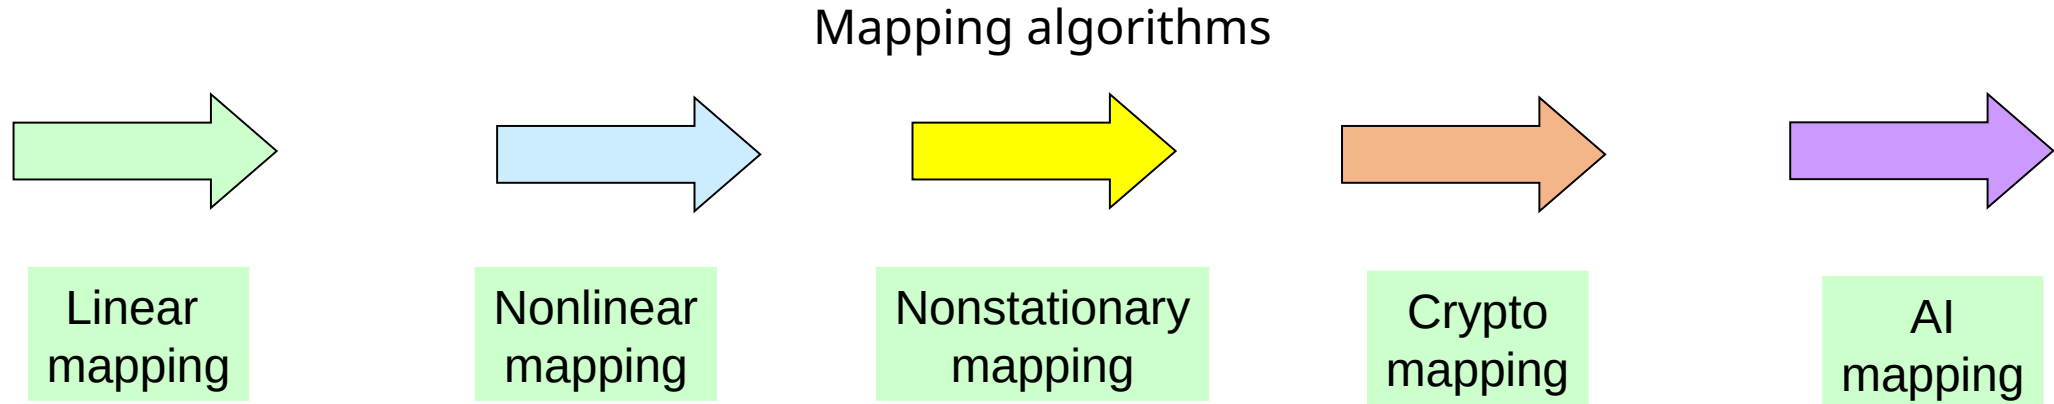 Mapping algorithms
Linear
mapping
Nonlinear
mapping
Nonstationary
mapping
Crypto
mapping
AI
mapping